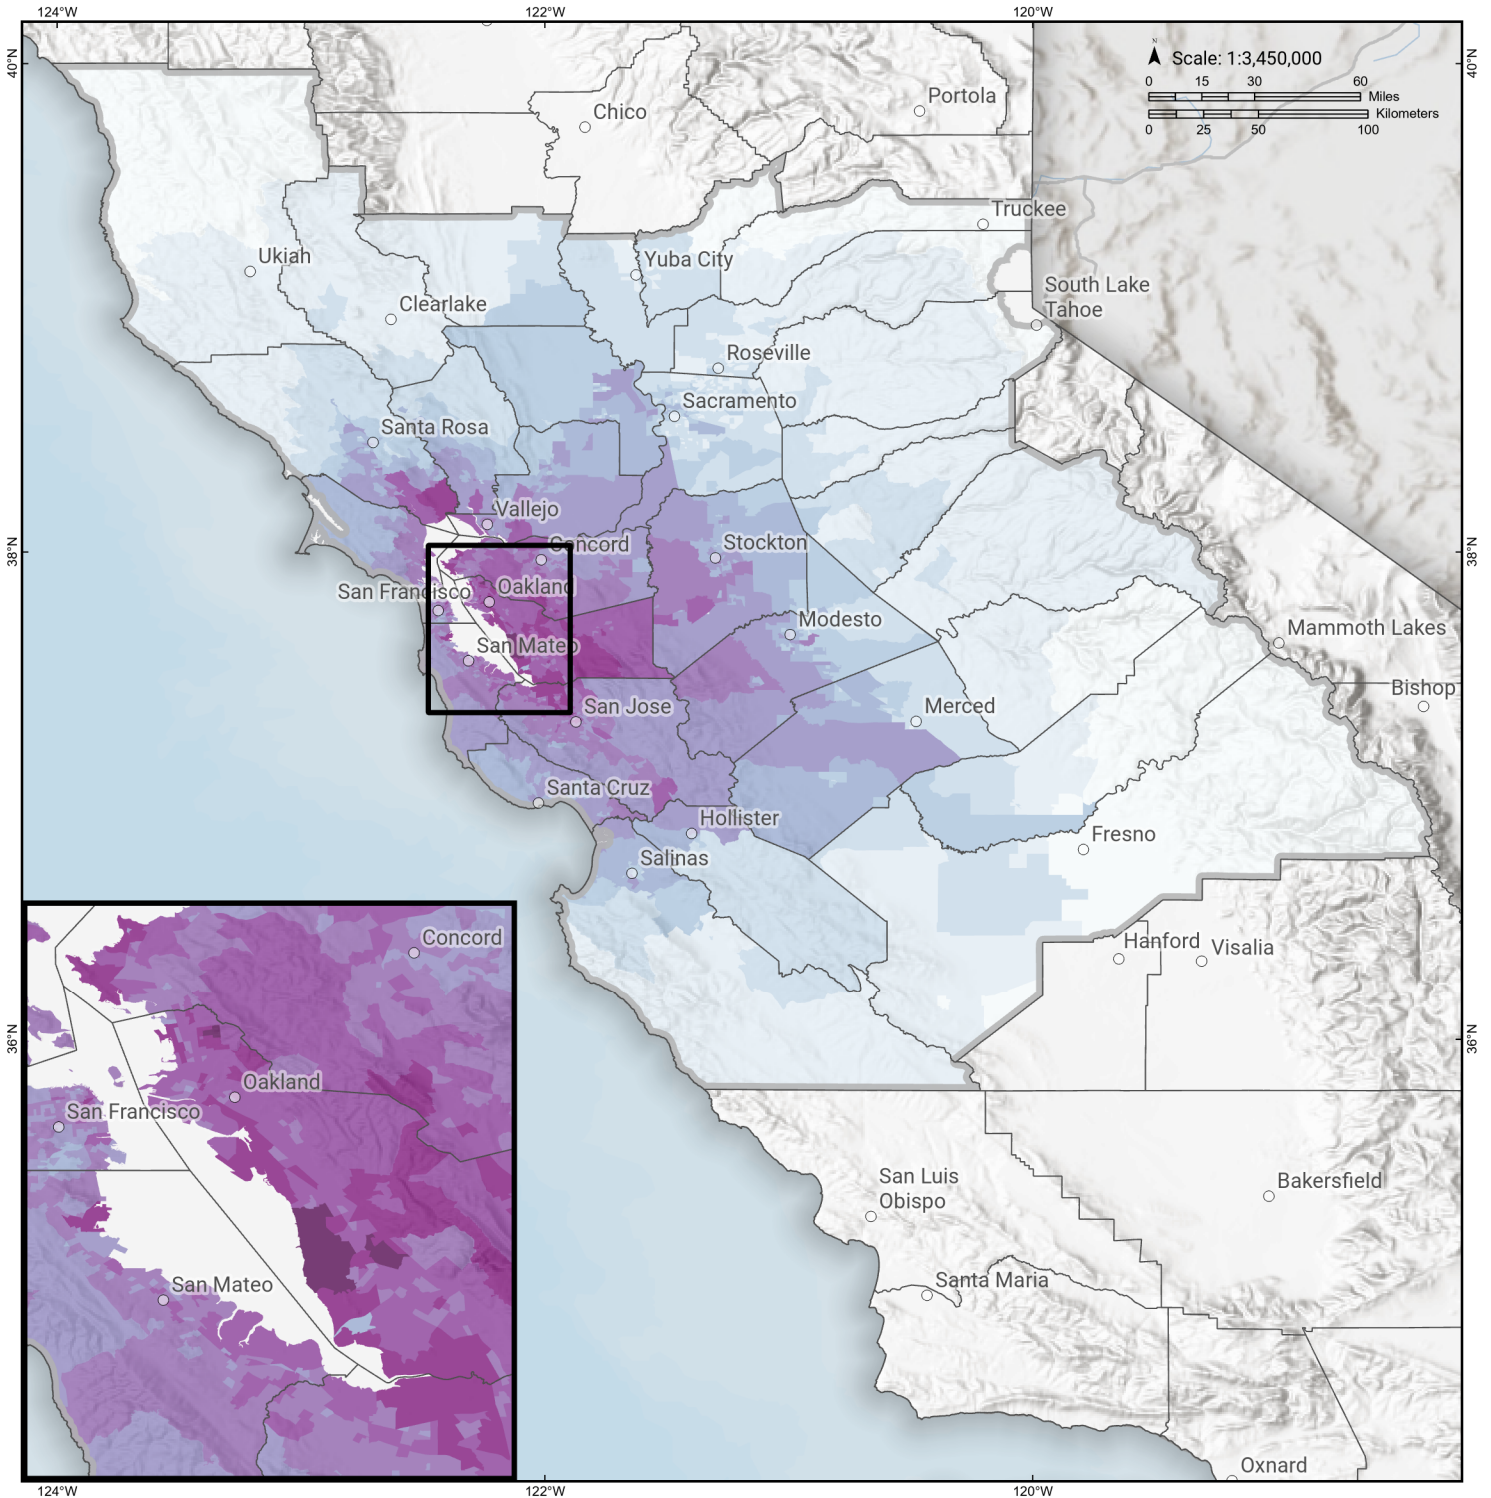 124°W
122°W
120°W
40°N
40°N
N
Scale: 1:3,450,000
0 15 30 60
Miles
Kilometers
0 25 50 100
Portola
Chico
Truckee
Ukiah
Yuba City
South Lake
Tahoe
Clearlake
Roseville
Sacramento
Santa Rosa
Vallejo
38°N
Concord
Stockton
38°N
San Francisco
Oakland
Modesto
Mammoth Lakes
San Mateo
Bishop
San Jose
Merced
Santa Cruz
Hollister
Fresno
Salinas
Concord
Hanford
Visalia
36°N
36°N
Oakland
San Francisco
San Luis
Obispo
Bakersfield
San Mateo
Santa Maria
Oxnard
124°W
122°W
120°W